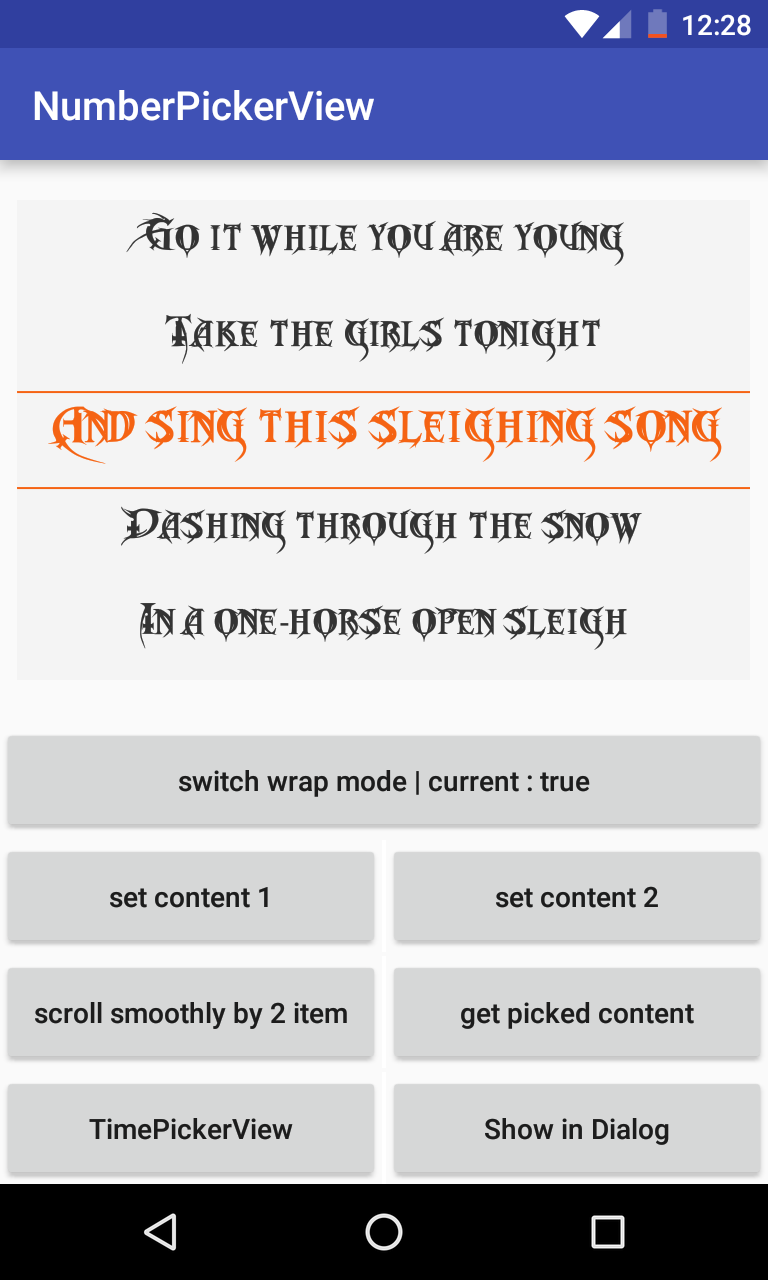 12:28
NumberPickerView
Go it while you are young
Take the girls tonight
And sing this sleighing song
Dashing through the snow
In a one-horse open sleigh
switch wrap mode | current : true
set content 1
set content 2
scroll smoothly by 2 item
get picked content
TimePickerView
Show in Dialog